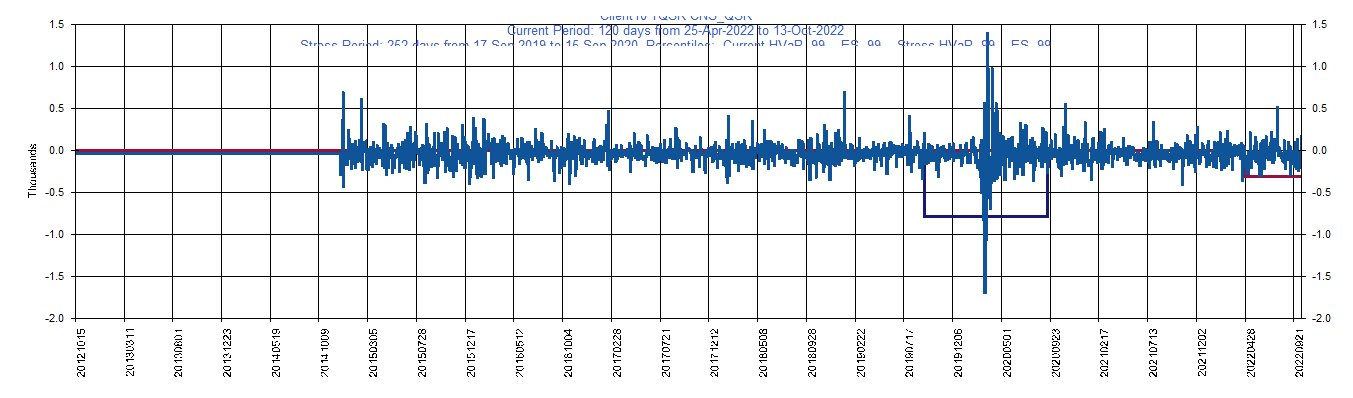 Current Period: 120 days from 25-Apr-2022 to 13-Oct-2022
Stress Period: 252 days from 17-Sep-2019 to 15-Sep-2020 Percentiles: Current HVaR 99 ES 99 Stress HVaR 99 ES 99
1.5 1.5
1.0 1.0
0.5 0.5
0.0 0.0
-0.5 -0.5
-1.0 -1.0
-1.5 -1.5
-2.0 -2.0
Thousands
20121015 20130311 20130801 20131223 20140519 20141009 20150305 20150728 20151217 20160512 20161004 20170228 20170721 20171212 20180508 20180928 20190222 20190717 20191206 20200501 20200923 20210217 20210713 20211202 20220428 20220921